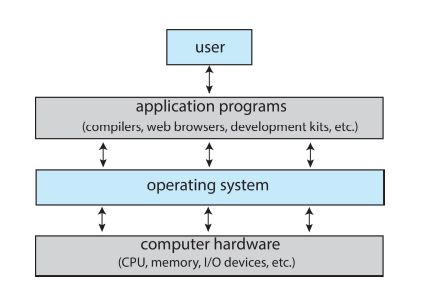 user
application programs
(compilers, web browsers, development kits, etc.)
operating system
computer hardware
(CPU, memory, I/O devices, etc.)